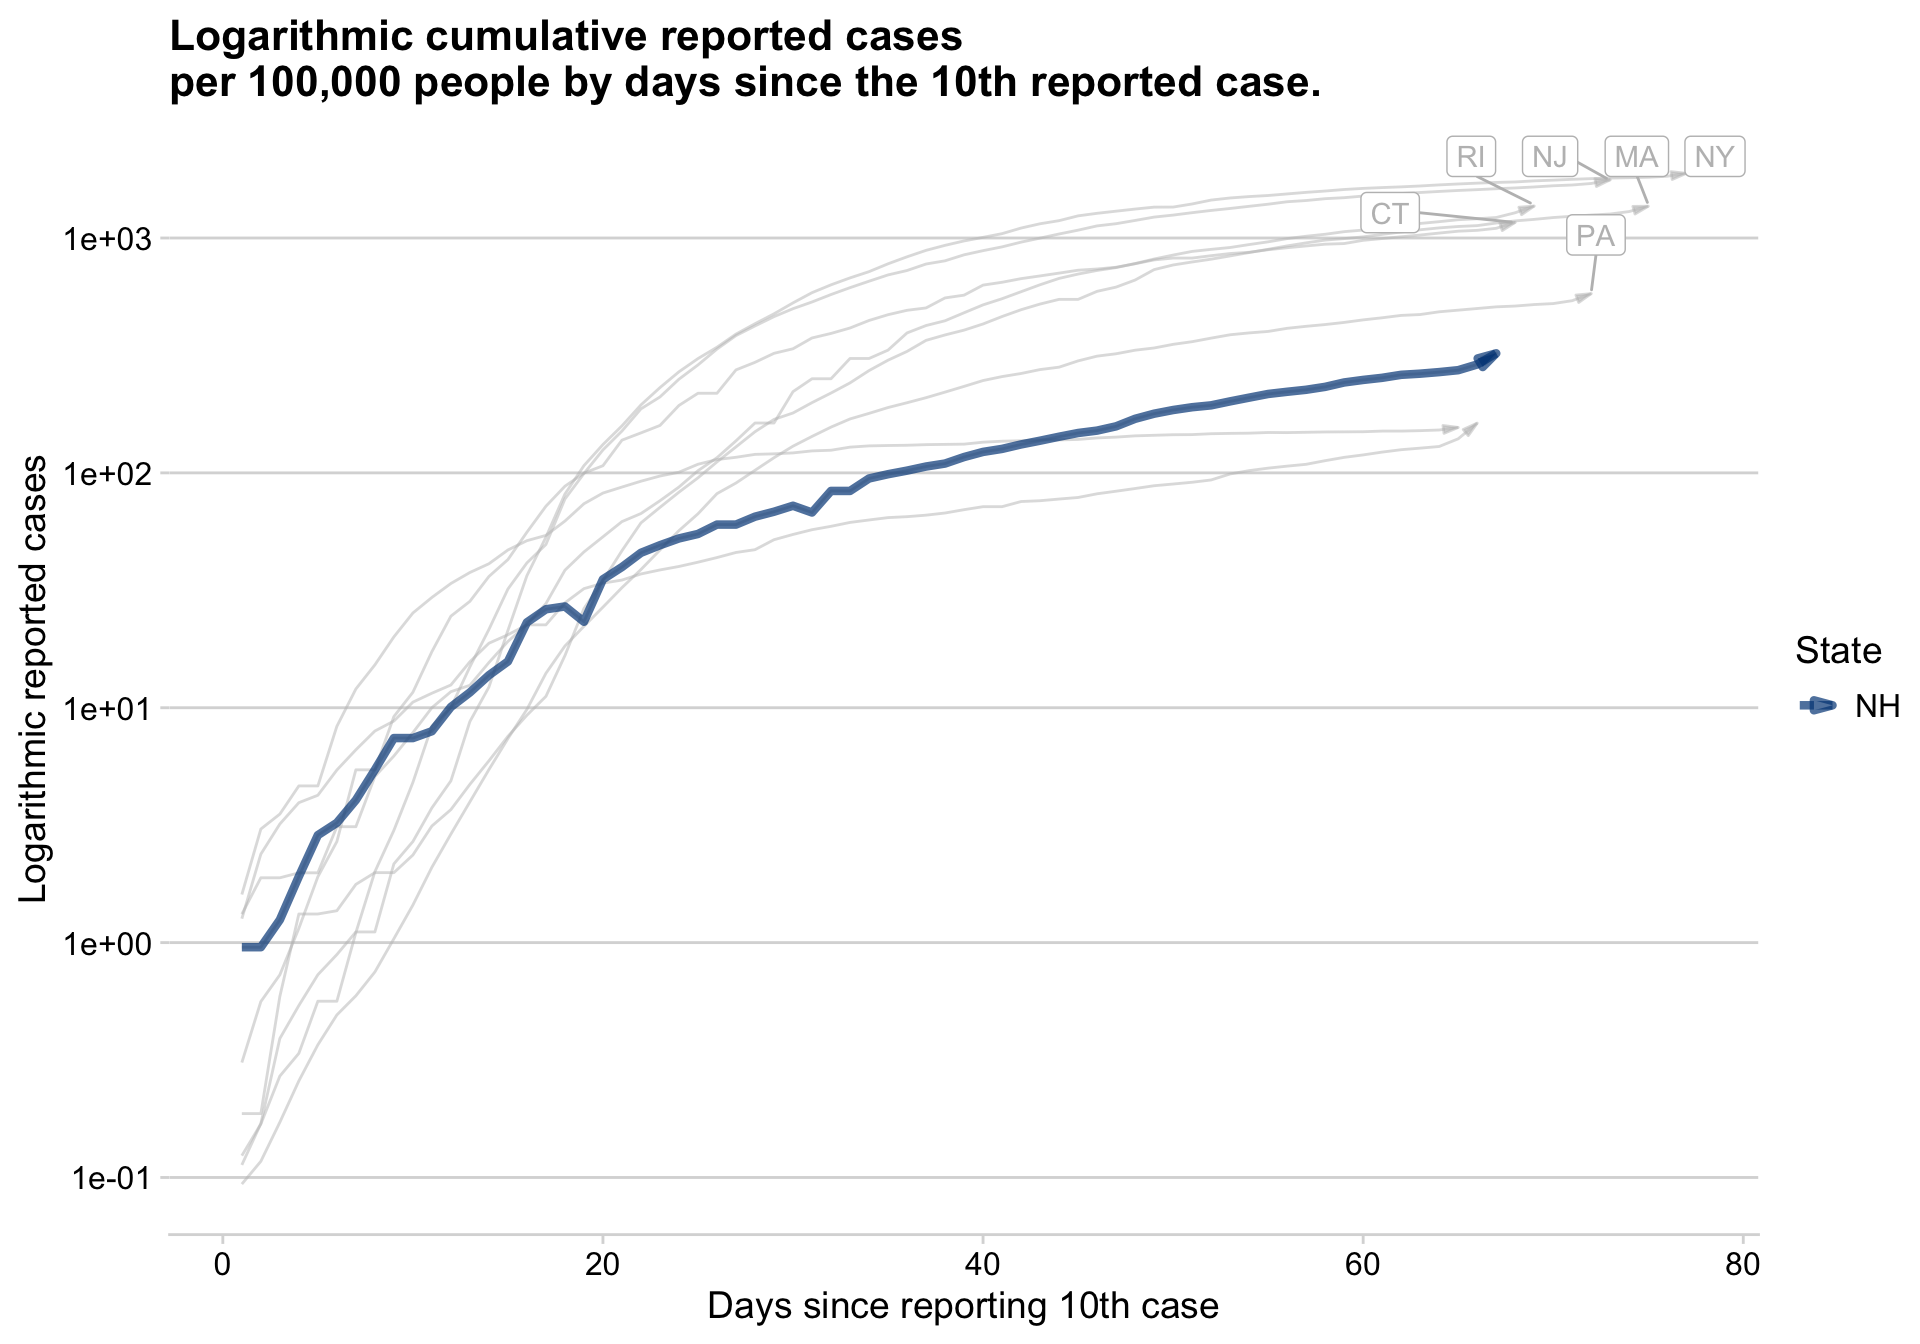 Logarithmic cumulative reported cases
per 100,000 people by days since the 10th reported case.
RI
NJ
MA
NY
CT
PA
1e+03
1e+02
1e+01
1e+00
1e-01
Logarithmic reported cases
State
NH
0
20
40
60
80
Days since reporting 10th case